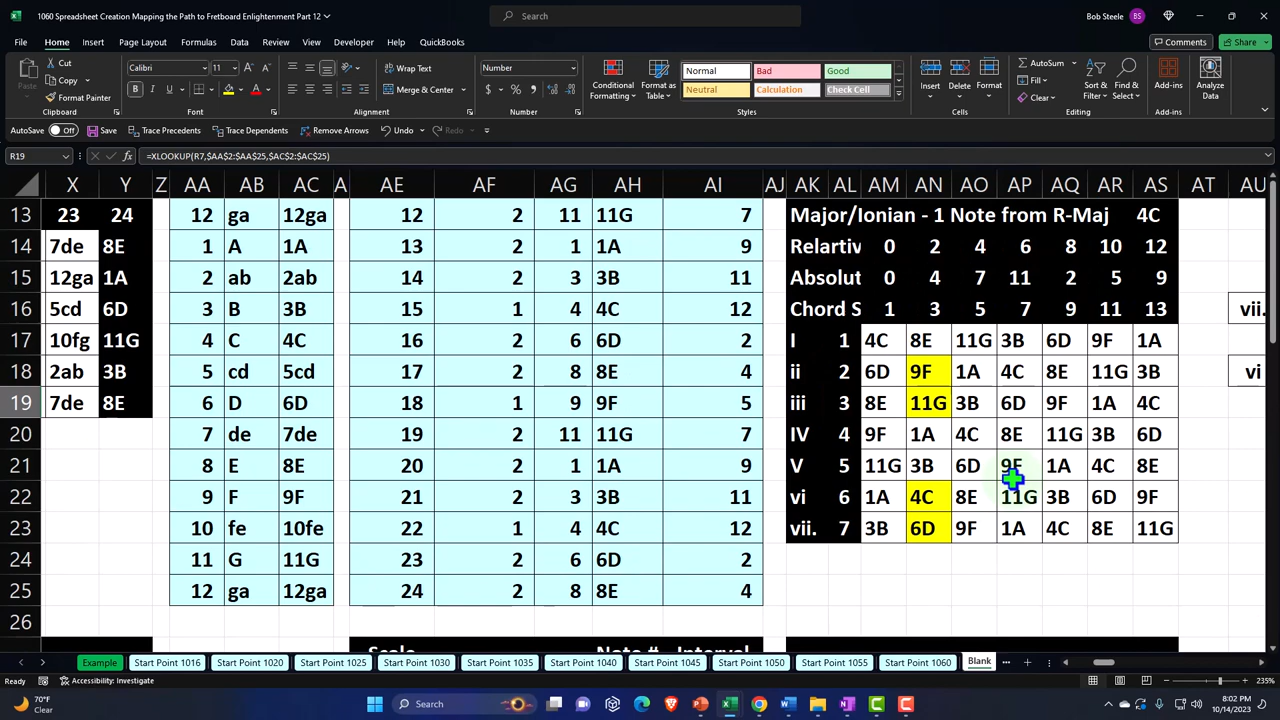 1060 Spreadsheet Creation Mapping the Path to Fretboard Enlightenment Part 12
Search
Bob Steele BS
File Home Insert Page Layout Formulas Data Review View Developer Automate Help QuickBooks
Comments Share
Cut
Copy
Format Painter
Paste
Clipboard
Calibri 11
B I U
Font
Wrap Text
Merge & Center
Alignment
Number
$ % 9
Number
Conditional Formatting
Format as Table
Normal Bad Good
Neutral Calculation Check Cell
Styles
Insert Delete Format
Cells
AutoSum
Fill
Clear
Sort & Filter
Find & Select
Editing
Add-ins
Add-ins
Analyze Data
AutoSave Off Save Trace Precedents Trace Dependents Remove Arrows Undo Redo
R19 fx =XLOOKUP(R7,$AA$2:$AA$25,$AC$2:$AC$25)
X Y Z AA AB AC A AE AF AG AH AI AJ AK AL AM AN AO AP AQ AR AS AT AU
13 23 24 12 ga 12ga 12 2 11 11G 7 Major/Ionian - 1 Note from R-Maj 4C
14 7de 8E 1 A 1A 13 2 1 1A 9 Relartiv 0 2 4 6 8 10 12
15 12ga 1A 2 ab 2ab 14 2 3 3B 11 Absolut 0 4 7 11 2 5 9
16 5cd 6D 3 B 3B 15 1 4 4C 12 Chord S 1 3 5 7 9 11 13 vii.
17 10fg 11G 4 C 4C 16 2 6 6D 2 I 1 4C 8E 11G 3B 6D 9F 1A
18 2ab 3B 5 cd 5cd 17 2 8 8E 4 ii 2 6D 9F 1A 4C 8E 11G 3B vi
19 7de 8E 6 D 6D 18 1 9 9F 5 iii 3 8E 11G 3B 6D 9F 1A 4C
20 7 de 7de 19 2 11 11G 7 IV 4 9F 1A 4C 8E 11G 3B 6D
21 8 E 8E 20 2 1 1A 9 V 5 11G 3B 6D 9F 1A 4C 8E
22 9 F 9F 21 2 3 3B 11 vi 6 1A 4C 8E 11G 3B 6D 9F
23 10 fe 10fe 22 1 4 4C 12 vii. 7 3B 6D 9F 1A 4C 8E 11G
24 11 G 11G 23 2 6 6D 2
25 12 ga 12ga 24 2 8 8E 4
26
Scale Note # Interval
Example Start Point 1016 Start Point 1020 Start Point 1025 Start Point 1030 Start Point 1035 Start Point 1040 Start Point 1045 Start Point 1050 Start Point 1055 Start Point 1060 Blank
Ready Accessibility: Investigate 235%
70°F
Clear
Search
8:02 PM
10/14/2023